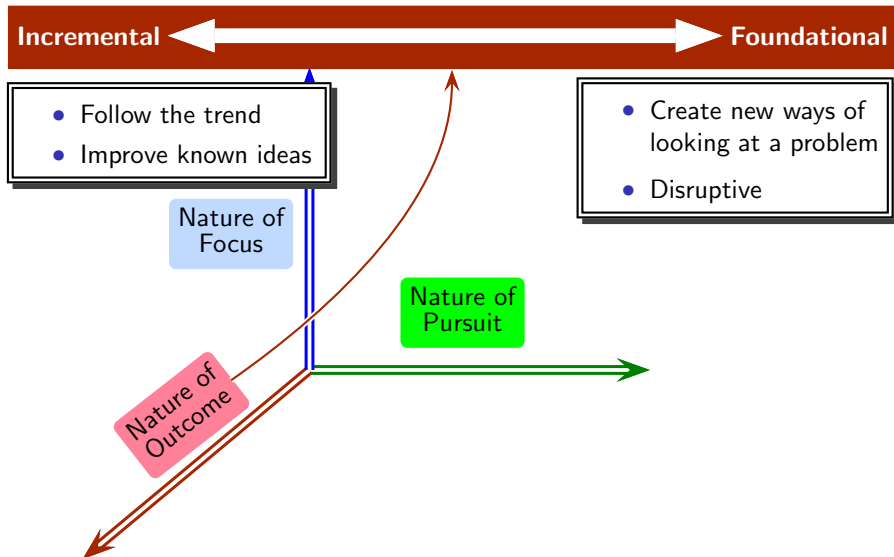 Incremental
Foundational
Follow the trend
Improve known ideas
Create new ways of
looking at a problem
Disruptive
Nature of
Focus
Nature of
Pursuit
Nature of
Outcome